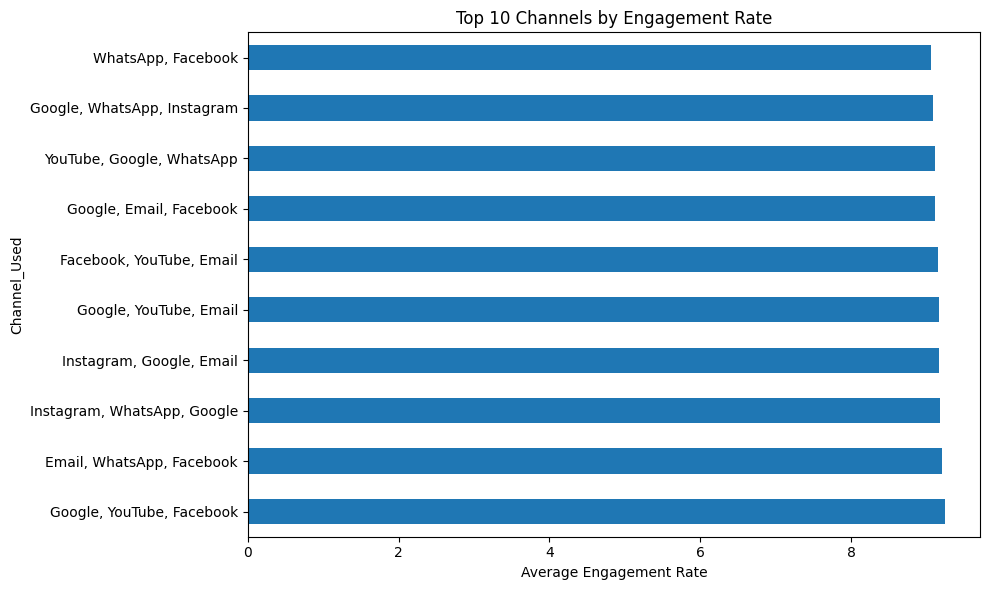 Top 10 Channels by Engagement Rate
WhatsApp, Facebook
Google, WhatsApp, Instagram
YouTube, Google, WhatsApp
Google, Email, Facebook
Facebook, YouTube, Email
Google, YouTube, Email
Instagram, Google, Email
Instagram, WhatsApp, Google
Email, WhatsApp, Facebook
Google, YouTube, Facebook
Channel_Used
0 2 4 6 8
Average Engagement Rate